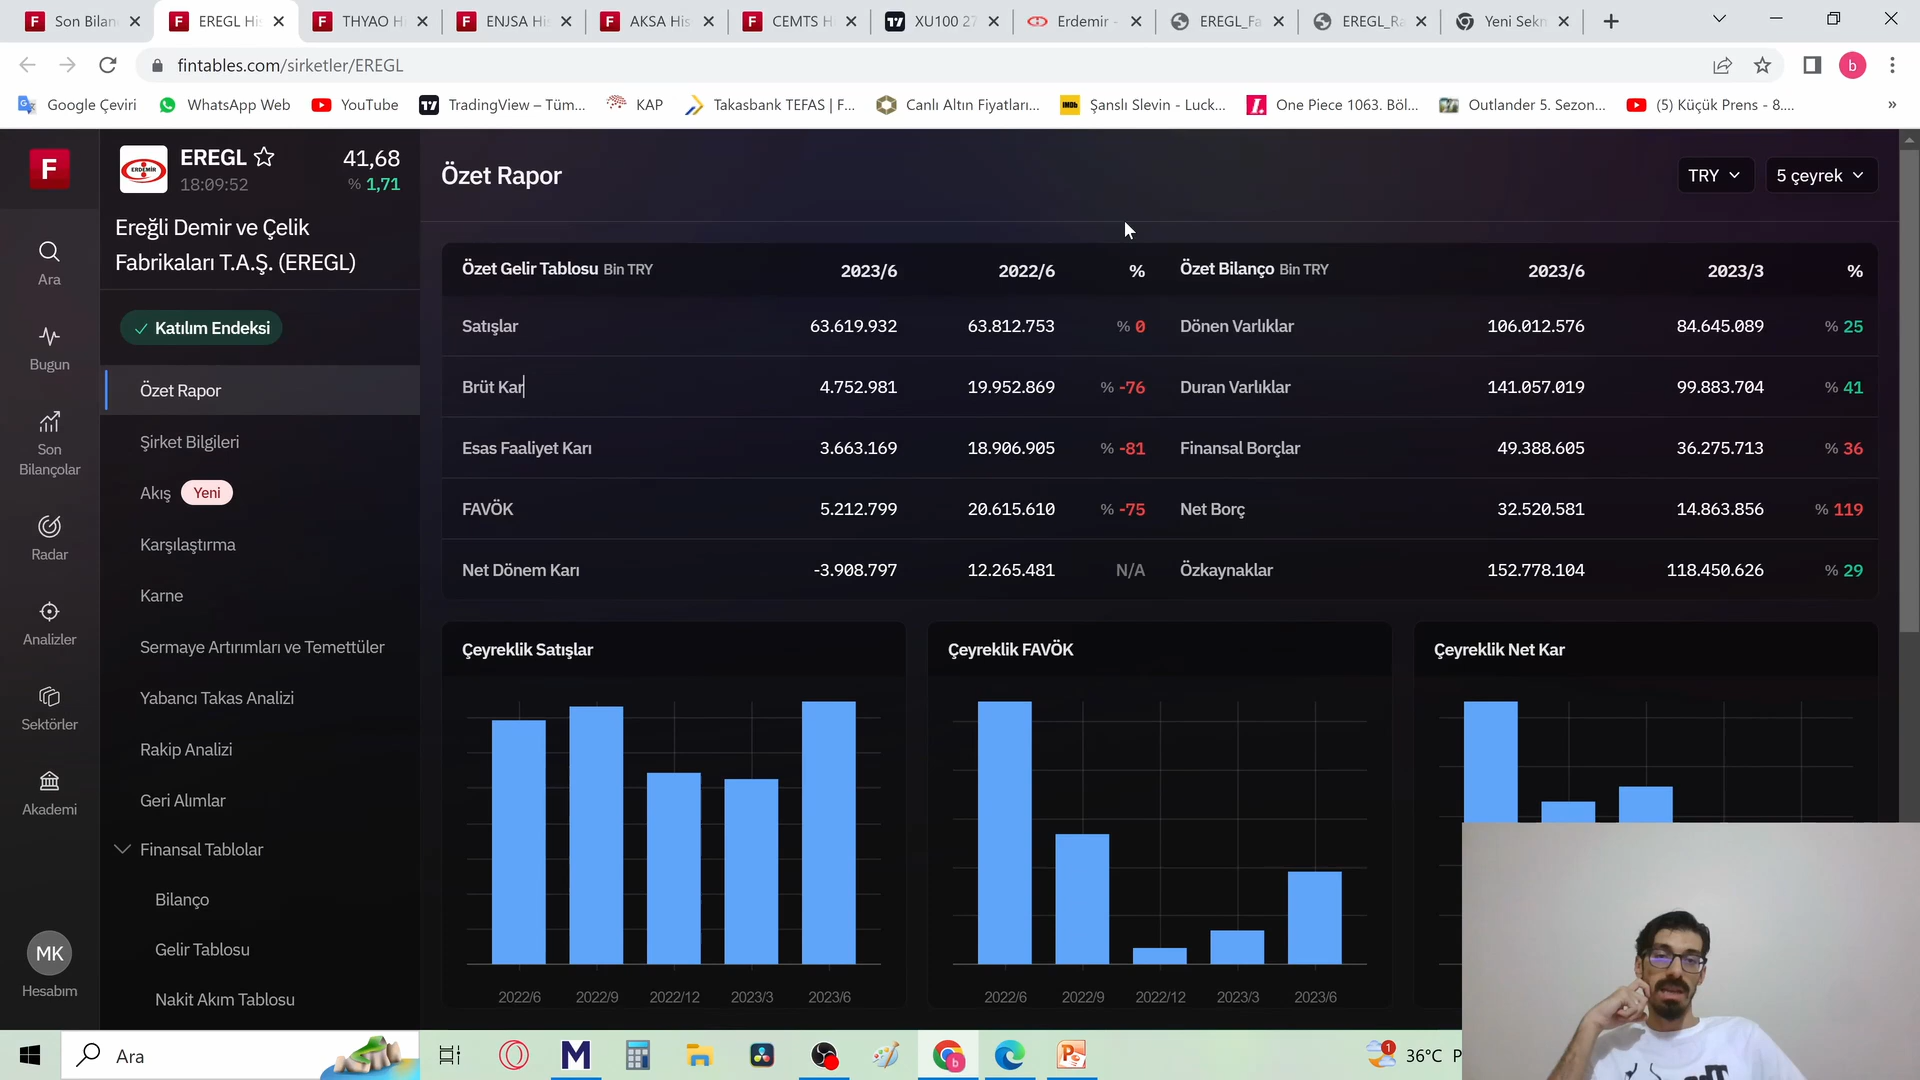 Son Bilan
EREGL His
THYAO H
ENJSA His
AKSA His
CEMTS H
XU100 27
Erdemir -
EREGL_Fa
EREGL_Ra
Yeni Sekm
fintables.com/sirketler/EREGL
b
Google Çeviri
WhatsApp Web
YouTube
TradingView – Tüm...
KAP
Takasbank TEFAS | F...
Canlı Altın Fiyatları...
Şanslı Slevin - Luck...
One Piece 1063. Böl...
Outlander 5. Sezon...
(5) Küçük Prens - 8....
F
Ara
Bugun
Son
Bilançolar
Radar
Analizler
Sektörler
Akademi
MK
Hesabım
ERDEMİR
EREGL
41,68
18:09:52
% 1,71
Ereğli Demir ve Çelik
Fabrikaları T.A.Ş. (EREGL)
Katılım Endeksi
Özet Rapor
Şirket Bilgileri
Akış Yeni
Karşılaştırma
Karne
Sermaye Artırımları ve Temettüler
Yabancı Takas Analizi
Rakip Analizi
Geri Alımlar
Finansal Tablolar
Bilanço
Gelir Tablosu
Nakit Akım Tablosu
Özet Rapor
TRY
5 çeyrek
Özet Gelir Tablosu Bin TRY 2023/6 2022/6 %
Satışlar 63.619.932 63.812.753 % 0
Brüt Kar 4.752.981 19.952.869 % -76
Esas Faaliyet Karı 3.663.169 18.906.905 % -81
FAVÖK 5.212.799 20.615.610 % -75
Net Dönem Karı -3.908.797 12.265.481 N/A
Özet Bilanço Bin TRY 2023/6 2023/3 %
Dönen Varlıklar 106.012.576 84.645.089 % 25
Duran Varlıklar 141.057.019 99.883.704 % 41
Finansal Borçlar 49.388.605 36.275.713 % 36
Net Borç 32.520.581 14.863.856 % 119
Özkaynaklar 152.778.104 118.450.626 % 29
Çeyreklik Satışlar
2022/6 2022/9 2022/12 2023/3 2023/6
Çeyreklik FAVÖK
2022/6 2022/9 2022/12 2023/3 2023/6
Çeyreklik Net Kar
Ara
1
36°C P